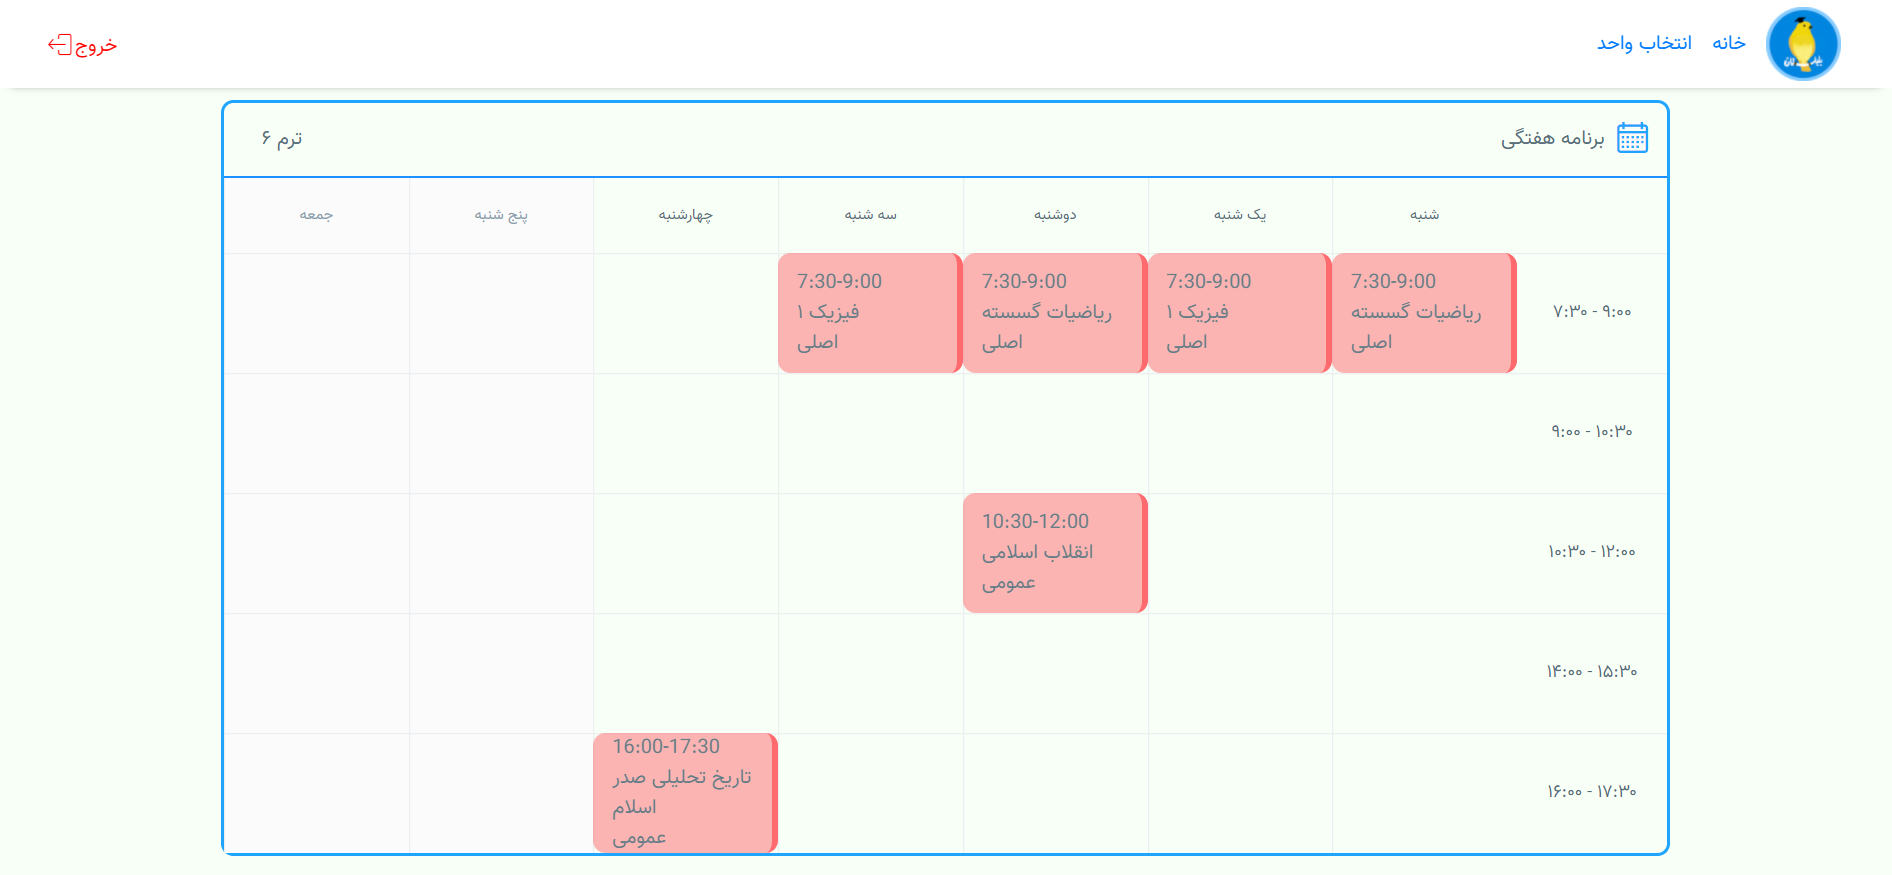 خانه
انتخاب واحد
خروج
برنامه هفتگی
ترم ۶
شنبه
یک شنبه
دوشنبه
سه شنبه
چهارشنبه
پنج شنبه
جمعه
۷:۳۰ - ۹:۰۰
7:30-9:00
ریاضیات گسسته
اصلی
7:30-9:00
فیزیک ۱
اصلی
7:30-9:00
ریاضیات گسسته
اصلی
7:30-9:00
فیزیک ۱
اصلی
۹:۰۰ - ۱۰:۳۰
۱۰:۳۰ - ۱۲:۰۰
10:30-12:00
انقلاب اسلامی
عمومی
۱۴:۰۰ - ۱۵:۳۰
۱۶:۰۰ - ۱۷:۳۰
16:00-17:30
تاریخ تحلیلی صدر
اسلام
عمومی